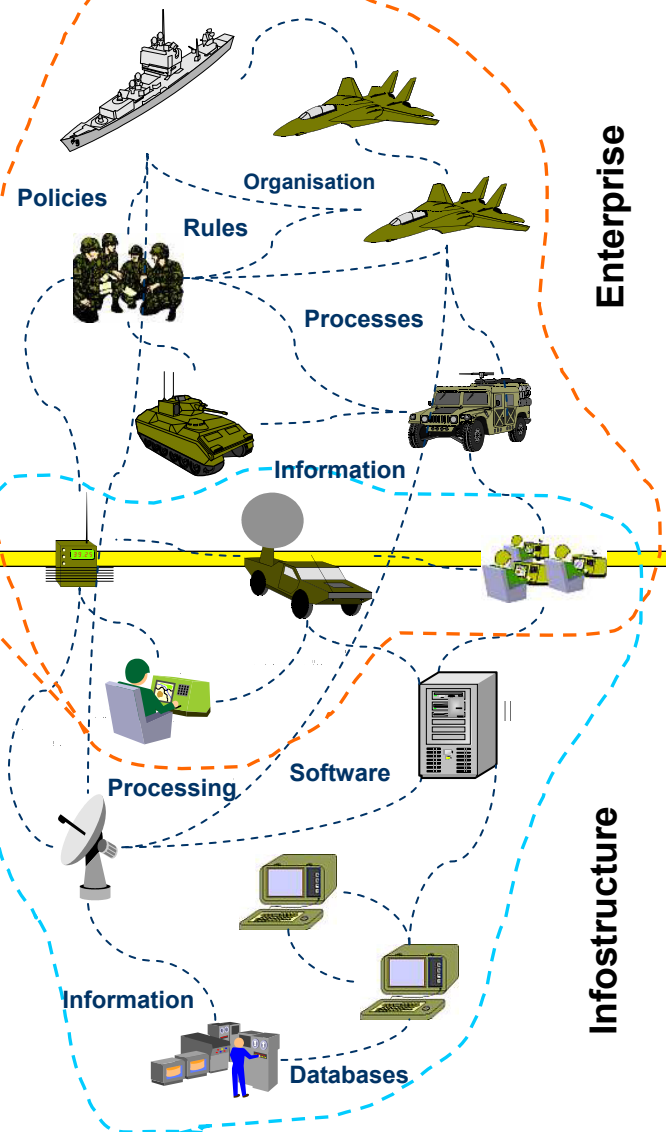 Policies
Organisation
Rules
Enterprise
Processes
Information
Processing
Software
Infostructure
Information
Databases